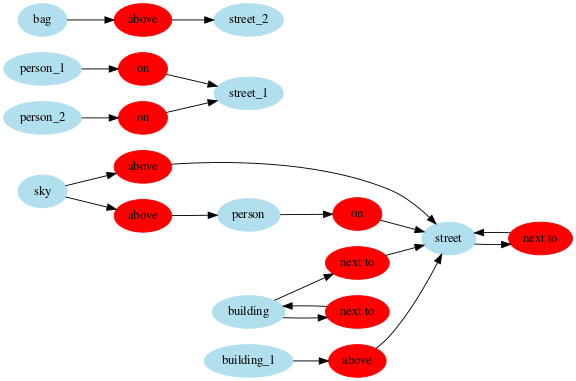 bag above street_2
person_1 on
street_1
person_2 on
above
sky
above person on
street next to
next to
building next to
building_1 above